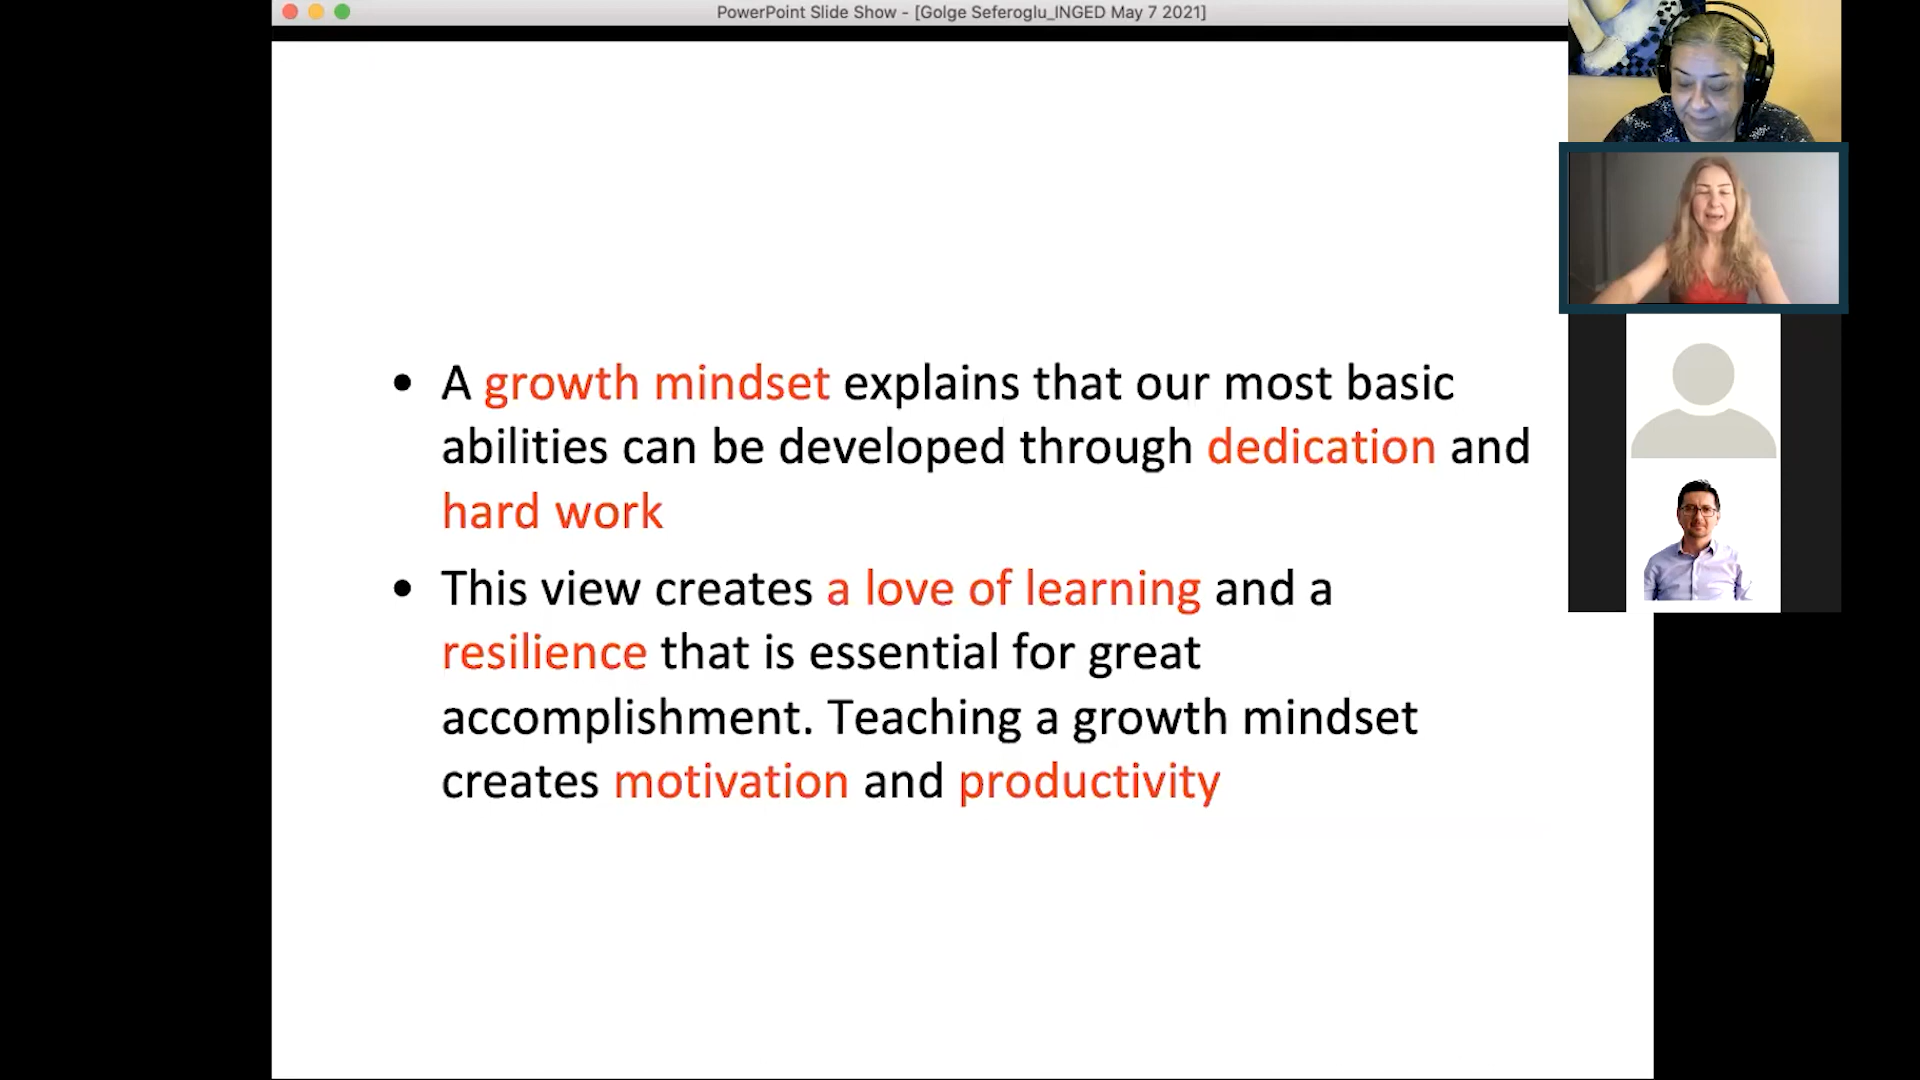 PowerPoint Slide Show - [Golge Seferoglu_INGED May 7 2021]
• A growth mindset explains that our most basic
abilities can be developed through dedication and
hard work
• This view creates a love of learning and a
resilience that is essential for great
accomplishment. Teaching a growth mindset
creates motivation and productivity